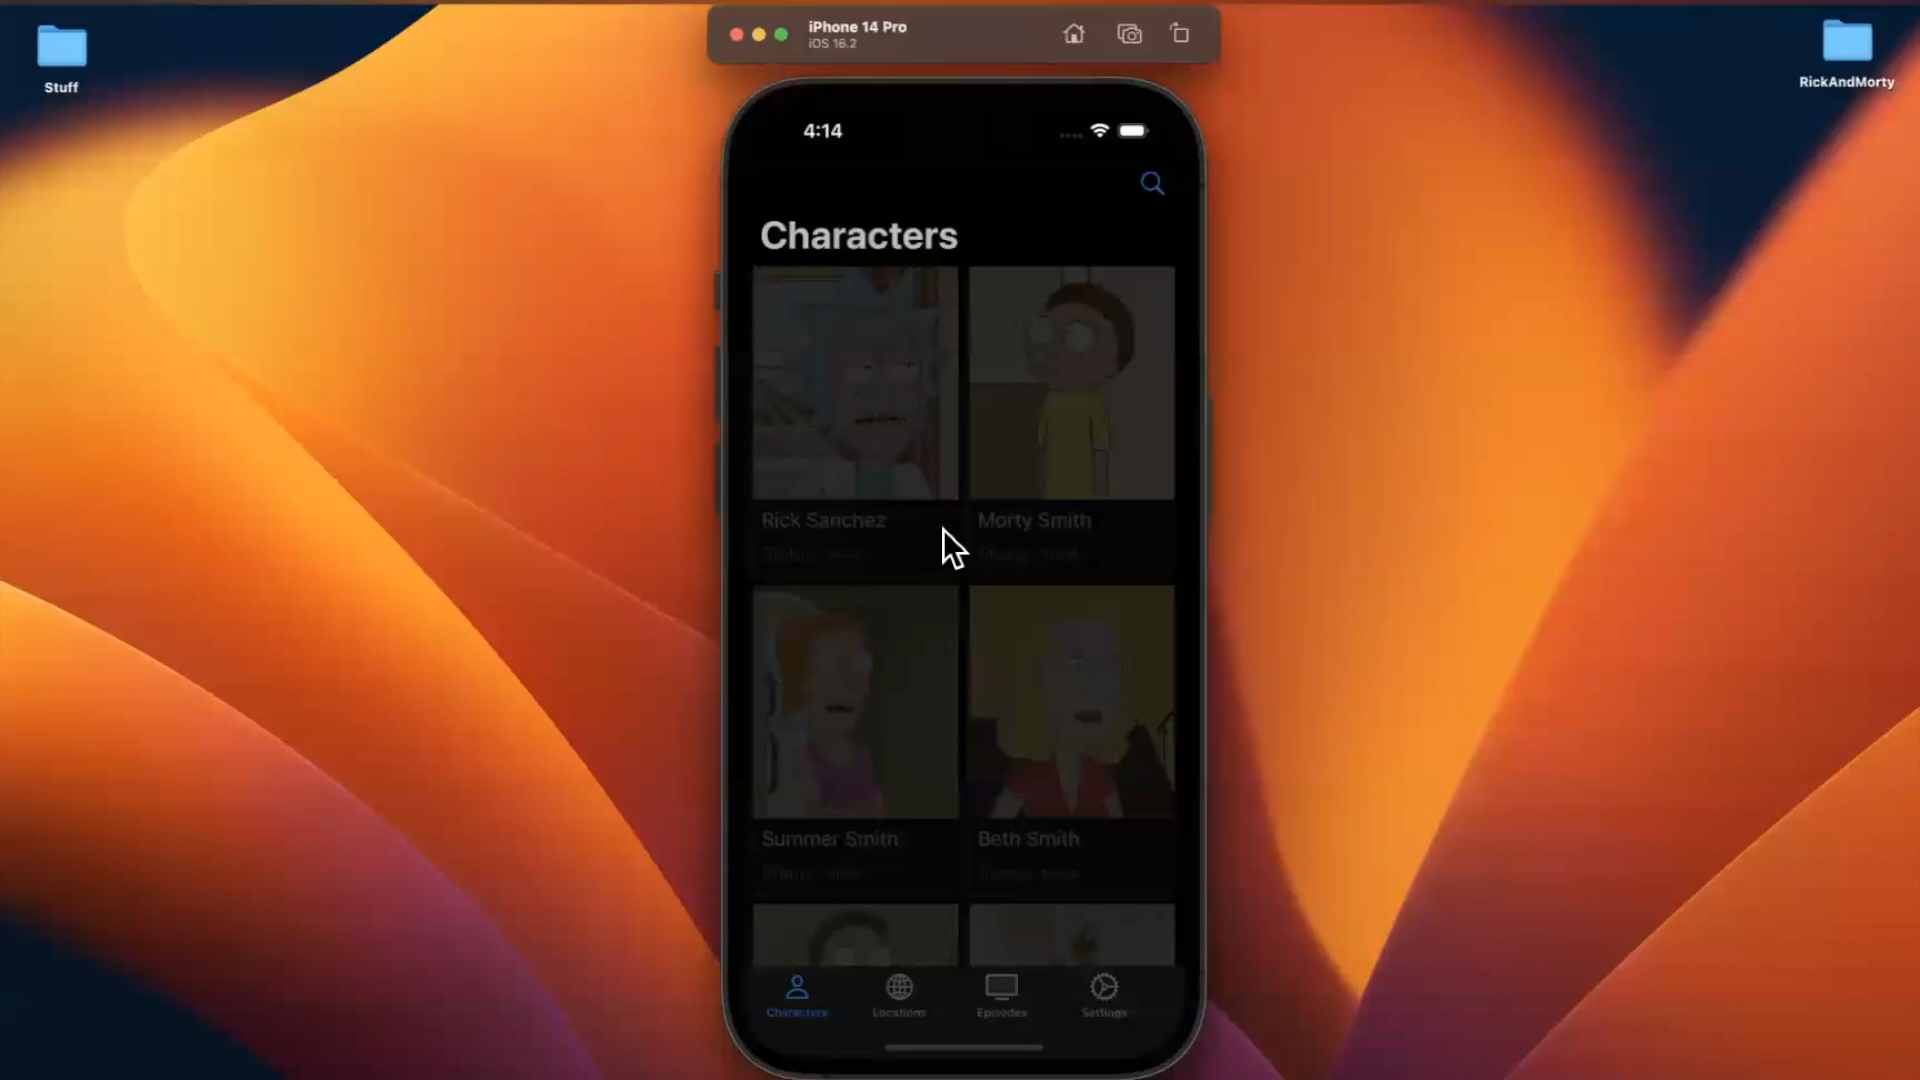 iPhone 14 Pro
iOS 16.2
Stuff
RickAndMorty
4:14
Characters
Rick Sanchez
Morty Smith
Summer Smith
Beth Smith
Characters
Locations
Episodes
Settings